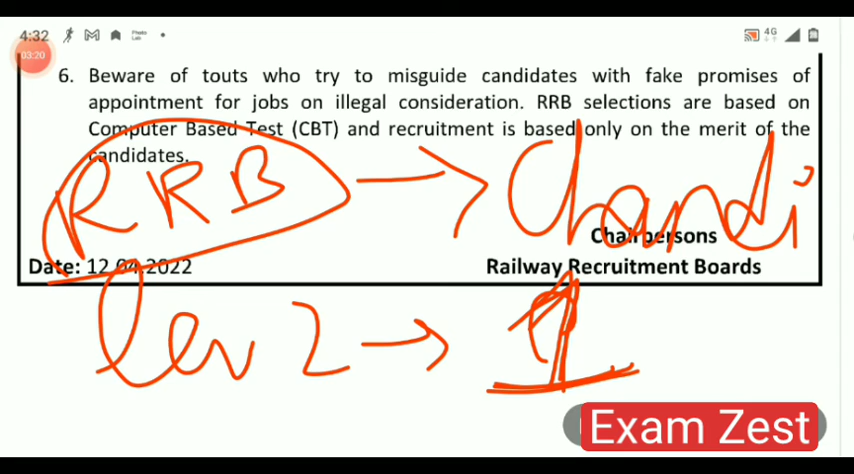 4:32
4G
03:20
6. Beware of touts who try to misguide candidates with fake promises of
appointment for jobs on illegal consideration. RRB selections are based on
Computer Based Test (CBT) and recruitment is based only on the merit of the
candidates.
RRB → Chandi
Chairpersons
Date: 12.04.2022 Railway Recruitment Boards
lev 2 → 1
Exam Zest